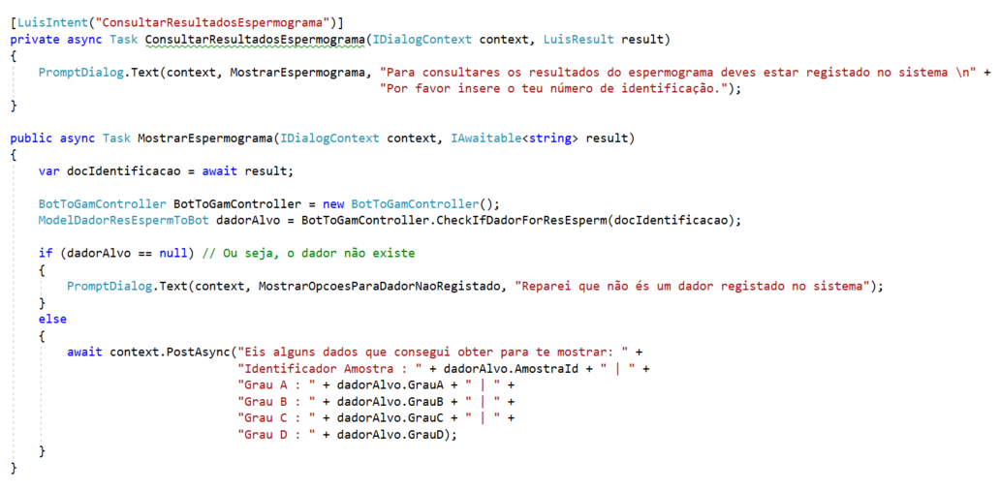 [LuisIntent("ConsultarResultadosEspermograma")]
private async Task ConsultarResultadosEspermograma(IDialogContext context, LuisResult result)
{
    PromptDialog.Text(context, MostrarEspermograma, "Para consultares os resultados do espermograma deves estar registado no sistema \n" +
                                                    "Por favor insere o teu número de identificação.");
}

public async Task MostrarEspermograma(IDialogContext context, IAwaitable<string> result)
{
    var docIdentificacao = await result;

    BotToGamController BotToGamController = new BotToGamController();
    ModelDadorResEspermToBot dadorAlvo = BotToGamController.CheckIfDadorForResEsperm(docIdentificacao);

    if (dadorAlvo == null) // Ou seja, o dador não existe
    {
        PromptDialog.Text(context, MostrarOpcoesParaDadorNaoRegistado, "Reparei que não és um dador registado no sistema");
    }
    else
    {
        await context.PostAsync("Eis alguns dados que consegui obter para te mostrar: " +
                                "Identificador Amostra : " + dadorAlvo.AmostraId + " | " +
                                "Grau A : " + dadorAlvo.GrauA + " | " +
                                "Grau B : " + dadorAlvo.GrauB + " | " +
                                "Grau C : " + dadorAlvo.GrauC + " | " +
                                "Grau D : " + dadorAlvo.GrauD);
    }
}